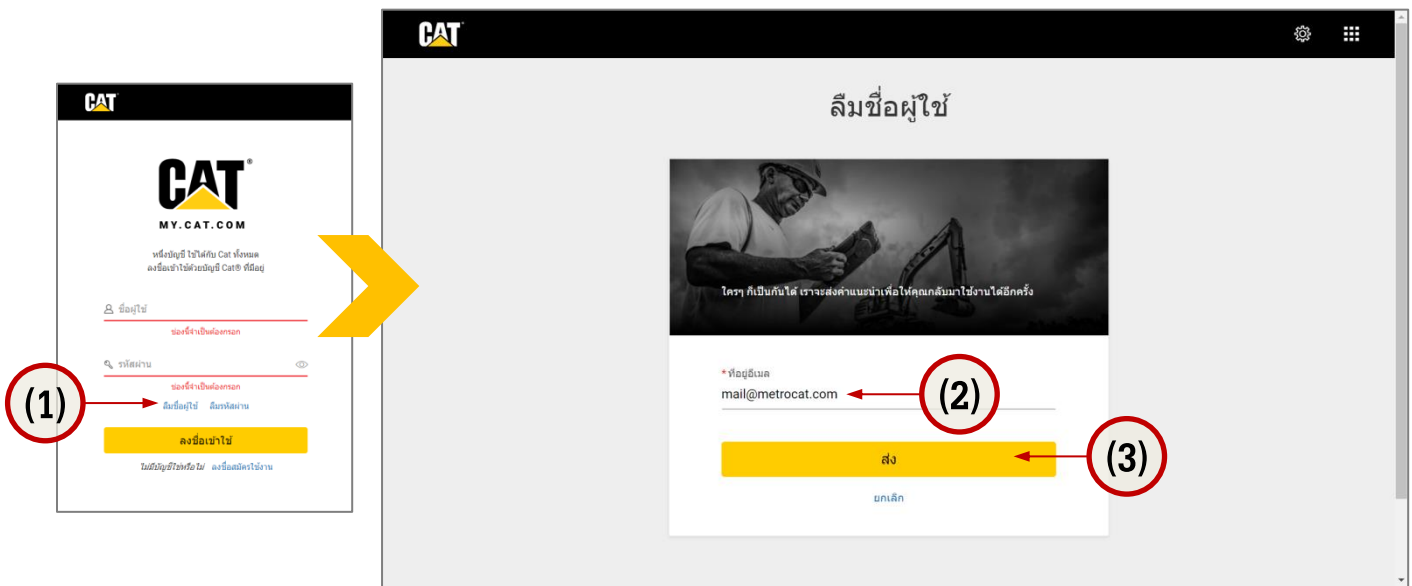 CAT
CAT®
MY.CAT.COM
หนึ่งบัญชี ใช้ได้กับ Cat ทั้งหมด
ลงชื่อเข้าใช้ด้วยบัญชี Cat® ที่มีอยู่
ชื่อผู้ใช้
ช่องนี้จำเป็นต้องกรอก
รหัสผ่าน
ช่องนี้จำเป็นต้องกรอก
(1)
ลืมชื่อผู้ใช้ ลืมรหัสผ่าน
ลงชื่อเข้าใช้
ไม่มีบัญชีใช่หรือไม่ ลงชื่อสมัครใช้งาน
CAT
ลืมชื่อผู้ใช้
ใครๆ ก็เป็นกันได้ เราจะส่งคำแนะนำเพื่อให้คุณกลับมาใช้งานได้อีกครั้ง
*ที่อยู่อีเมล
mail@metrocat.com
(2)
ส่ง
(3)
ยกเลิก